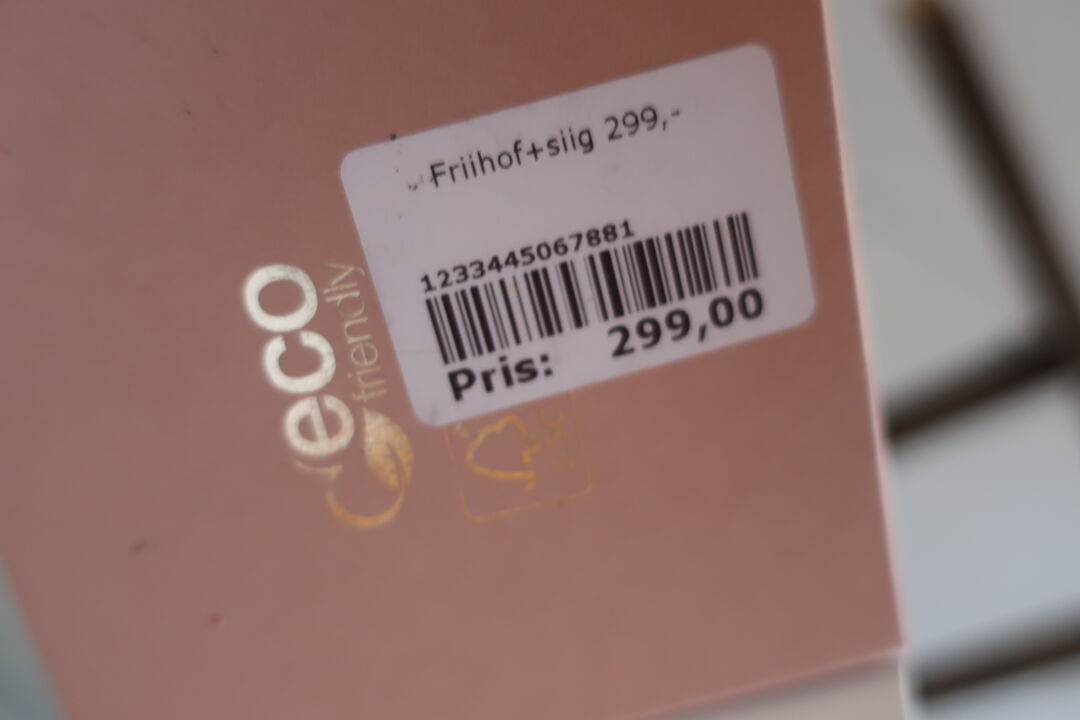 Friihof+siig 299,-
1233445067881
Pris: 299,00
eco
friendly